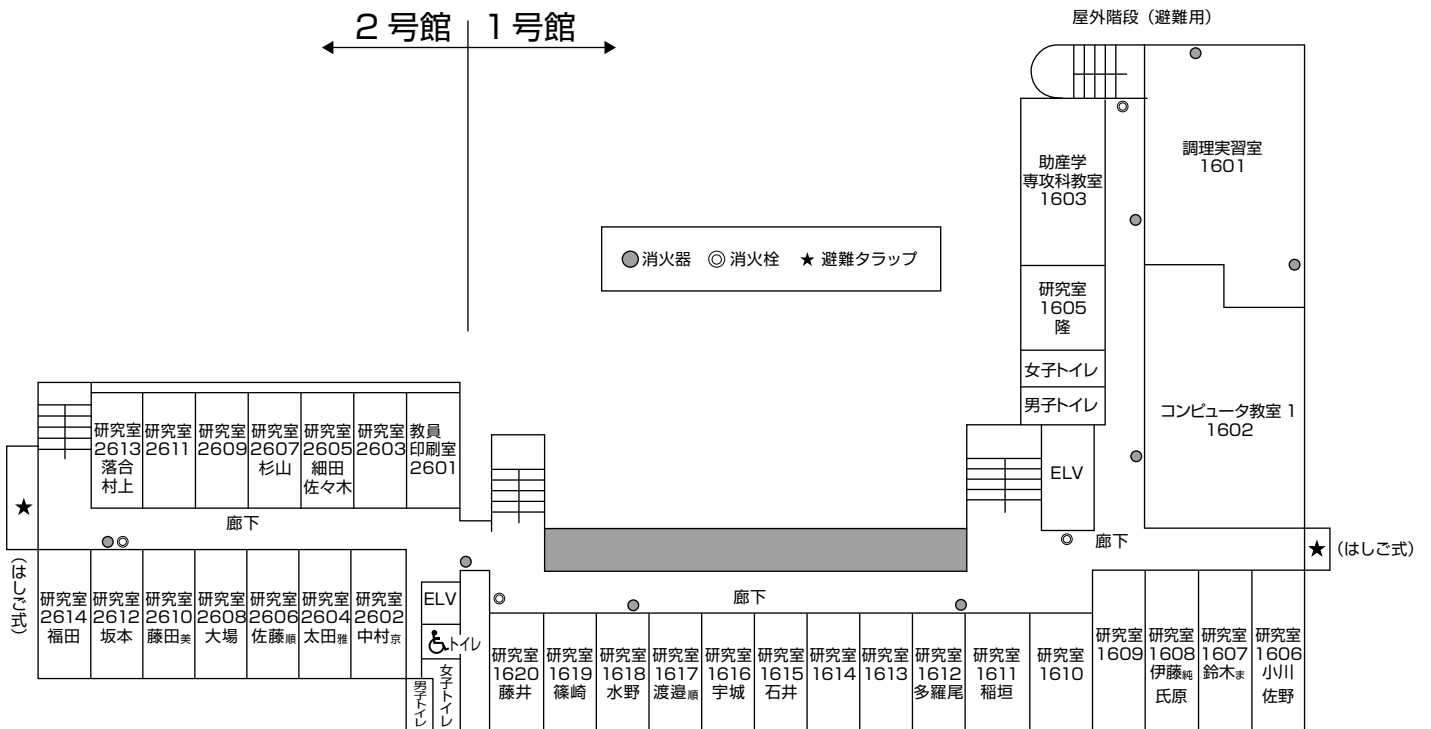 2 号館 1 号館
屋外階段（避難用）
調理実習室
1601
助産学
専攻科教室
1603
消火器 消火栓 ★ 避難タラップ
研究室
1605
隆
女子トイレ
男子トイレ
コンピュータ教室 1
1602
ELV
廊下
★ （はしご式）
研究室
2613
落合
村上
研究室
2611
研究室
2609
研究室
2607
杉山
研究室
2605
細田
佐々木
研究室
2603
教員
印刷室
2601
★
（はしご式）
廊下
研究室
2614
福田
研究室
2612
坂本
研究室
2610
藤田美
研究室
2608
大場
研究室
2606
佐藤順
研究室
2604
太田雅
研究室
2602
中村京
ELV
トイレ
男子トイレ
女子トイレ
廊下
研究室
1620
藤井
研究室
1619
篠崎
研究室
1618
水野
研究室
1617
渡邉順
研究室
1616
宇城
研究室
1615
石井
研究室
1614
研究室
1613
研究室
1612
多羅尾
研究室
1611
稲垣
研究室
1610
研究室
1609
研究室
1608
伊藤純
氏原
研究室
1607
鈴木ま
研究室
1606
小川
佐野